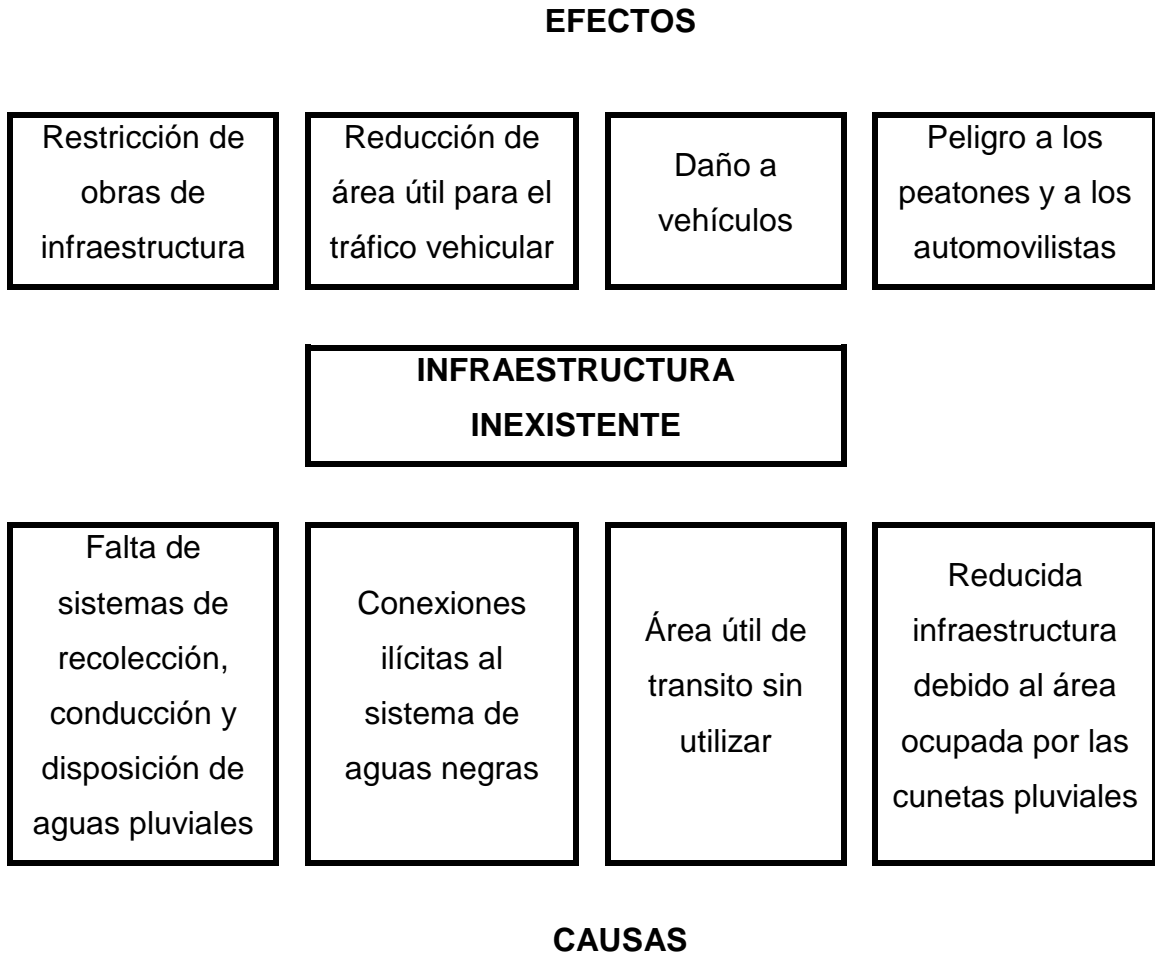 EFECTOS
Restricción de
obras de
infraestructura
Reducción de
área útil para el
tráfico vehicular
Daño a
vehículos
Peligro a los
peatones y a los
automovilistas
INFRAESTRUCTURA
INEXISTENTE
Falta de
sistemas de
recolección,
conducción y
disposición de
aguas pluviales
Conexiones
ilícitas al
sistema de
aguas negras
Área útil de
transito sin
utilizar
Reducida
infraestructura
debido al área
ocupada por las
cunetas pluviales
CAUSAS